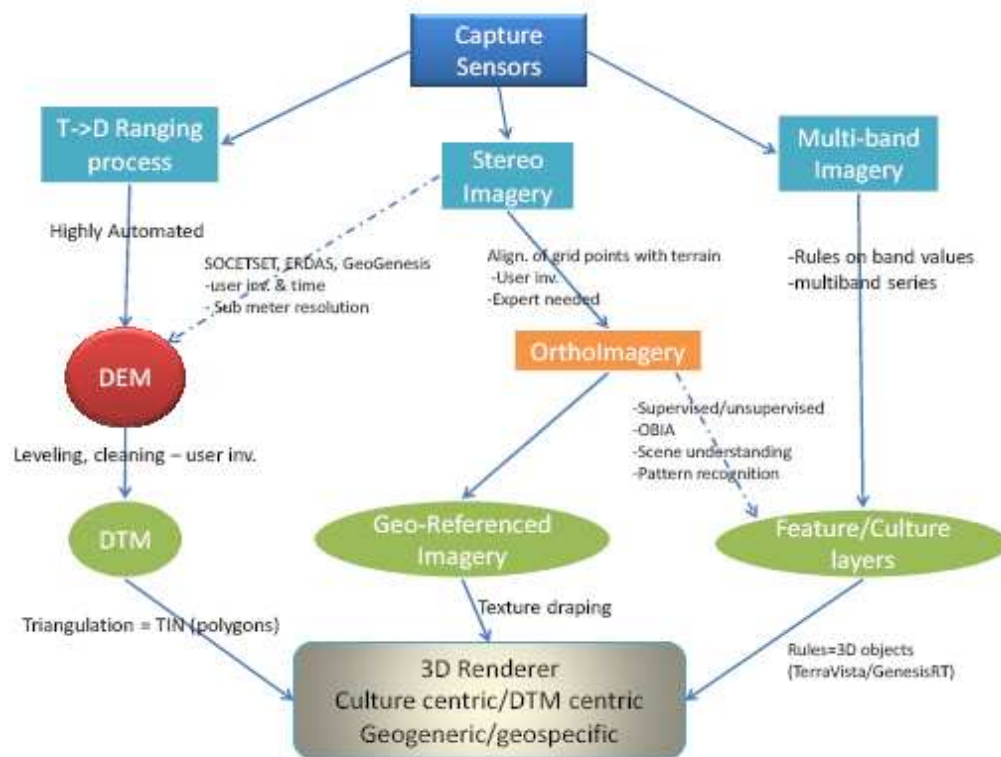 Capture
Sensors
T->D Ranging
process
Stereo
Imagery
Multi-band
Imagery
Highly Automated
SOCETSET, ERDAS, GeoGenesis
-user inv. & time
-Sub meter resolution
Align. of grid points with terrain
-User inv.
-Expert needed
-Rules on band values
-multiband series
DEM
OrthoImagery
-Supervised/unsupervised
-OBIA
-Scene understanding
-Pattern recognition
Leveling, cleaning – user inv.
DTM
Geo-Referenced
Imagery
Feature/Culture
layers
Triangulation = TIN (polygons)
Texture draping
Rules=3D objects
(TerraVista/GenesisRT)
3D Renderer
Culture centric/DTM centric
Geogeneric/geospecific